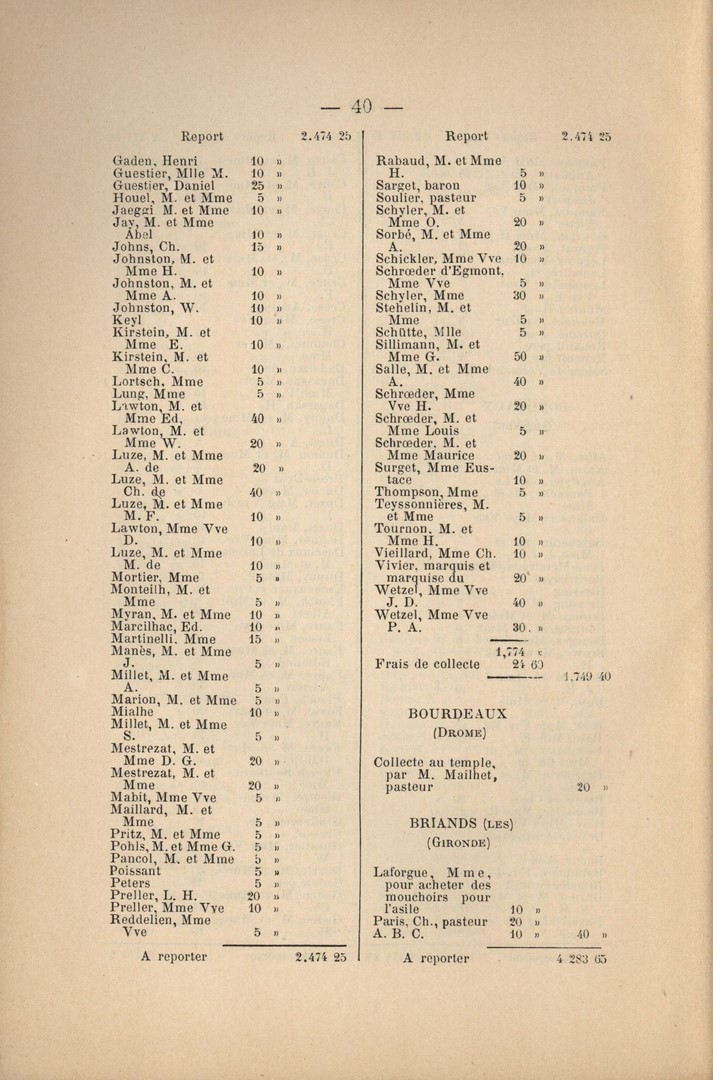 — 40 —
Report 2.474 25
Gaden, Henri 10 »
Guestier, Mlle M. 10 »
Guestier, Daniel 25 »
Houel, M. et Mme 5 »
Jaeggi M. et Mme 10 »
Jay, M. et Mme
Abel 10 »
Johns, Ch. 15 »
Johnston, M. et
Mme H. 10 »
Johnston, M. et
Mme A. 10 »
Johnston, W. 10 »
Keyl 10 »
Kirstein, M. et
Mme E. 10 »
Kirstein, M. et
Mme C. 10 »
Lortsch, Mme 5 »
Lung, Mme 5 »
Lawton, M. et
Mme Ed. 40 »
Lawton, M. et
Mme W. 20 »
Luze, M. et Mme
A. de 20 »
Luze, M. et Mme
Ch. de 40 »
Luze, M. et Mme
M. F. 10 »
Lawton, Mme Vve
D. 10 »
Luze, M. et Mme
M. de 10 »
Mortier, Mme 5 »
Monteilh, M. et
Mme 5 »
Myran, M. et Mme 10 »
Marcilhac, Ed. 10 »
Martinelli, Mme 15 »
Manès, M. et Mme
J. 5 »
Millet, M. et Mme
A. 5 »
Marion, M. et Mme 5 »
Mialhe 10 »
Millet, M. et Mme
S. 5 »
Mestrezat, M. et
Mme D. G. 20 »
Mestrezat, M. et
Mme 20 »
Mabit, Mme Vve 5 »
Maillard, M. et
Mme 5 »
Pritz, M. et Mme 5 »
Pohls, M. et Mme G. 5 »
Pancol, M. et Mme 5 »
Poissant 5 »
Peters 5 »
Preller, L. H. 20 »
Preller, Mme Vve 10 »
Reddelien, Mme
Vve 5 »
A reporter 2.474 25
Report 2.474 25
Rabaud, M. et Mme
H. 5 »
Sarget, baron 10 »
Soulier, pasteur 5 »
Schyler, M. et
Mme O. 20 »
Sorbé, M. et Mme
A. 20 »
Schickler, Mme Vve 10 »
Schrœder d'Egmont,
Mme Vve 5 »
Schyler, Mme 30 »
Stehelin, M. et
Mme 5 »
Schütte, Mlle 5 »
Sillimann, M. et
Mme G. 50 »
Salle, M. et Mme
A. 40 »
Schrœder, Mme
Vve H. 20 »
Schrœder, M. et
Mme Louis 5 »
Schrœder, M. et
Mme Maurice 20 »
Surget, Mme Eus-
tace 10 »
Thompson, Mme 5 »
Teyssonnières, M.
et Mme 5 »
Tournon, M. et
Mme H. 10 »
Vieillard, Mme Ch. 10 »
Vivier, marquis et
marquise du 20 »
Wetzel, Mme Vve
J. D. 40 »
Wetzel, Mme Vve
P. A. 30. »
1,774 »
Frais de collecte 24 60
1,749 40
BOURDEAUX
(DROME)
Collecte au temple,
par M. Mailhet,
pasteur 20 »
BRIANDS (LES)
(GIRONDE)
Laforgue, Mme,
pour acheter des
mouchoirs pour
l'asile 10 »
Paris, Ch., pasteur 20 »
A. B. C. 10 » 40 »
A reporter 4 283 65